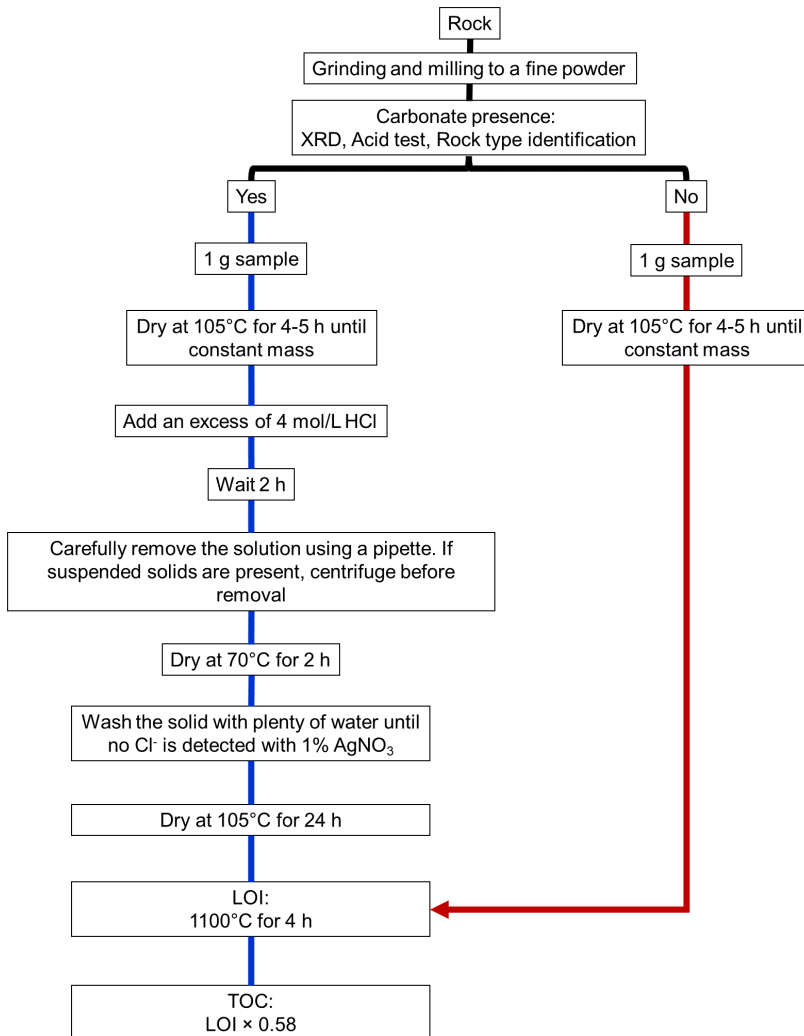 Rock
Grinding and milling to a fine powder
Carbonate presence:
XRD, Acid test, Rock type identification
Yes
No
1 g sample
1 g sample
Dry at 105°C for 4-5 h until
constant mass
Dry at 105°C for 4-5 h until
constant mass
Add an excess of 4 mol/L HCl
Wait 2 h
Carefully remove the solution using a pipette. If
suspended solids are present, centrifuge before
removal
Dry at 70°C for 2 h
Wash the solid with plenty of water until
no Cl⁻ is detected with 1% AgNO₃
Dry at 105°C for 24 h
LOI:
1100°C for 4 h
TOC:
LOI × 0.58